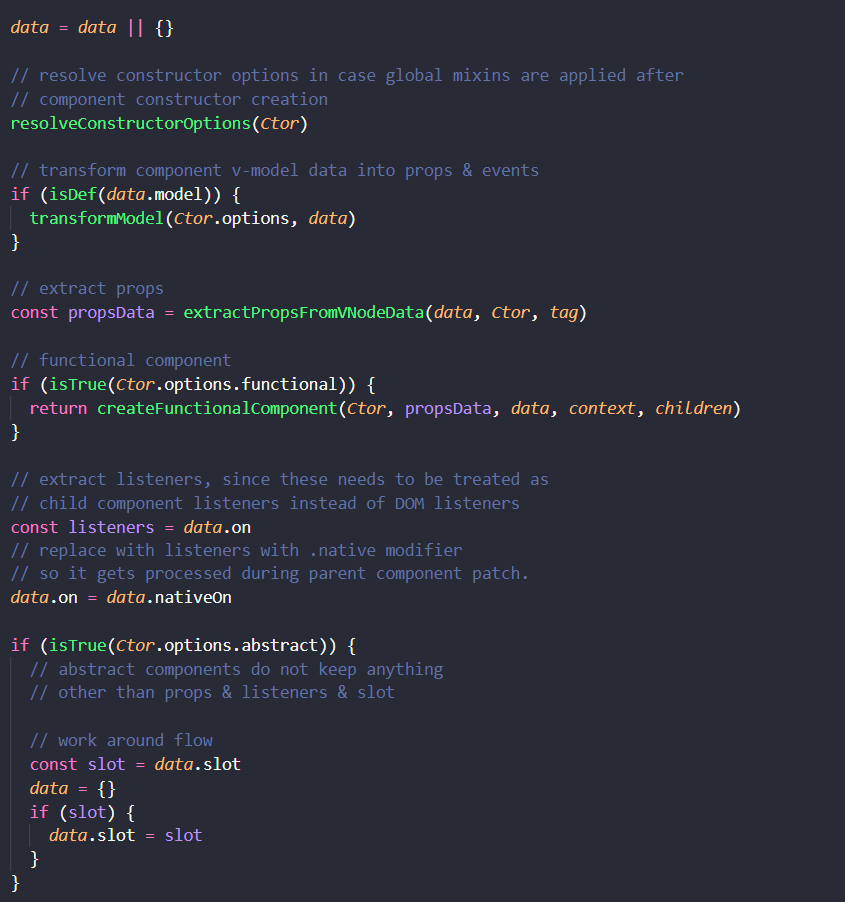 data = data || {}
// resolve constructor options in case global mixins are applied after
// component constructor creation
resolveConstructorOptions(Ctor)
// transform component v-model data into props & events
if (isDef(data.model)) {
  transformModel(Ctor.options, data)
}
// extract props
const propsData = extractPropsFromVNodeData(data, Ctor, tag)
// functional component
if (isTrue(Ctor.options.functional)) {
  return createFunctionalComponent(Ctor, propsData, data, context, children)
}
// extract listeners, since these needs to be treated as
// child component listeners instead of DOM listeners
const listeners = data.on
// replace with listeners with .native modifier
// so it gets processed during parent component patch.
data.on = data.nativeOn
if (isTrue(Ctor.options.abstract)) {
  // abstract components do not keep anything
  // other than props & listeners & slot
  // work around flow
  const slot = data.slot
  data = {}
  if (slot) {
    data.slot = slot
  }
}